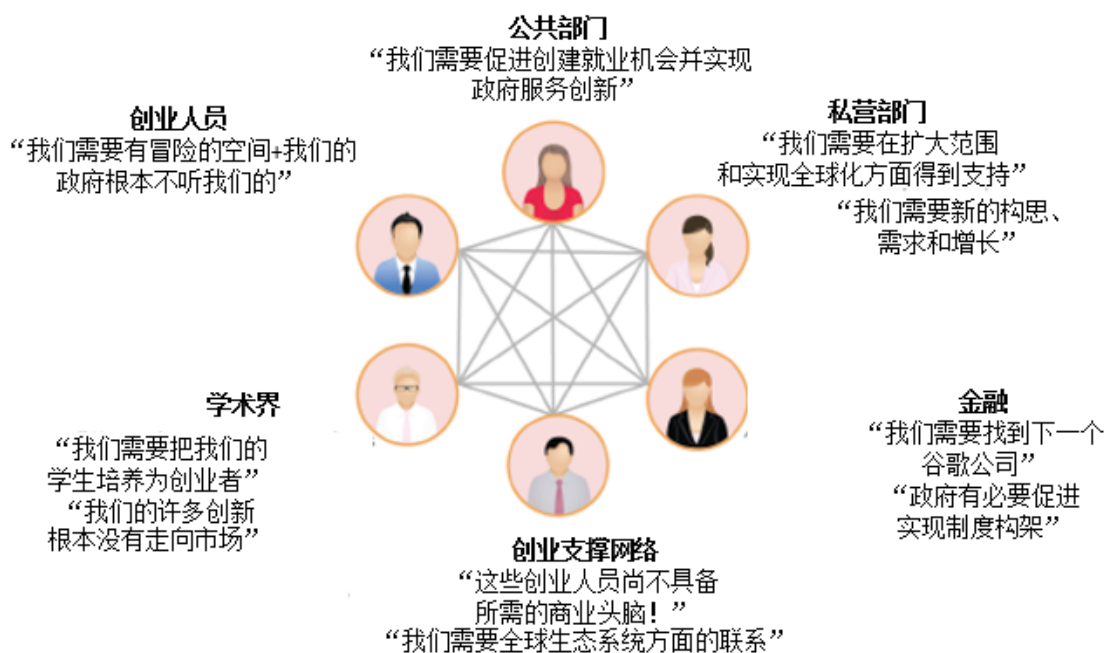 公共部门
“我们需要促进创建就业机会并实现
政府服务创新”
创业人员
“我们需要有冒险的空间+我们的
政府根本不听我们的”
私营部门
“我们需要在扩大范围
和实现全球化方面得到支持”
“我们需要新的构思、
需求和增长”
学术界
“我们需要把我们的
学生培养为创业者”
“我们的许多创新
根本没有走向市场”
金融
“我们需要找到下一个
谷歌公司”
“政府有必要促进
实现制度构架”
创业支撑网络
“这些创业人员尚不具备
所需的商业头脑！”
“我们需要全球生态系统方面的联系”